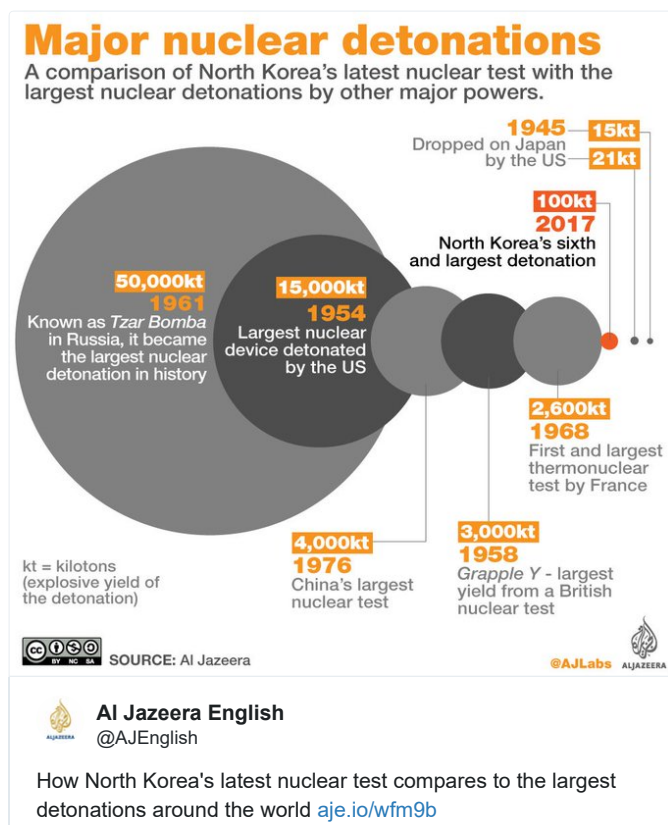 Major nuclear detonations
A comparison of North Korea's latest nuclear test with the
largest nuclear detonations by other major powers.
1945
15kt
Dropped on Japan
by the US
21kt
100kt
2017
North Korea's sixth
and largest detonation
50,000kt
1961
Known as Tzar Bomba
in Russia, it became
the largest nuclear
detonation in history
15,000kt
1954
Largest nuclear
device detonated
by the US
2,600kt
1968
First and largest
thermonuclear
test by France
4,000kt
1976
China's largest
nuclear test
3,000kt
1958
Grapple Y - largest
yield from a British
nuclear test
kt = kilotons
(explosive yield of
the detonation)
cc
BY NC SA
SOURCE: Al Jazeera
@AJLabs
ALJAZEERA
ALJAZEERA
Al Jazeera English
@AJEnglish
How North Korea's latest nuclear test compares to the largest
detonations around the world aje.io/wfm9b